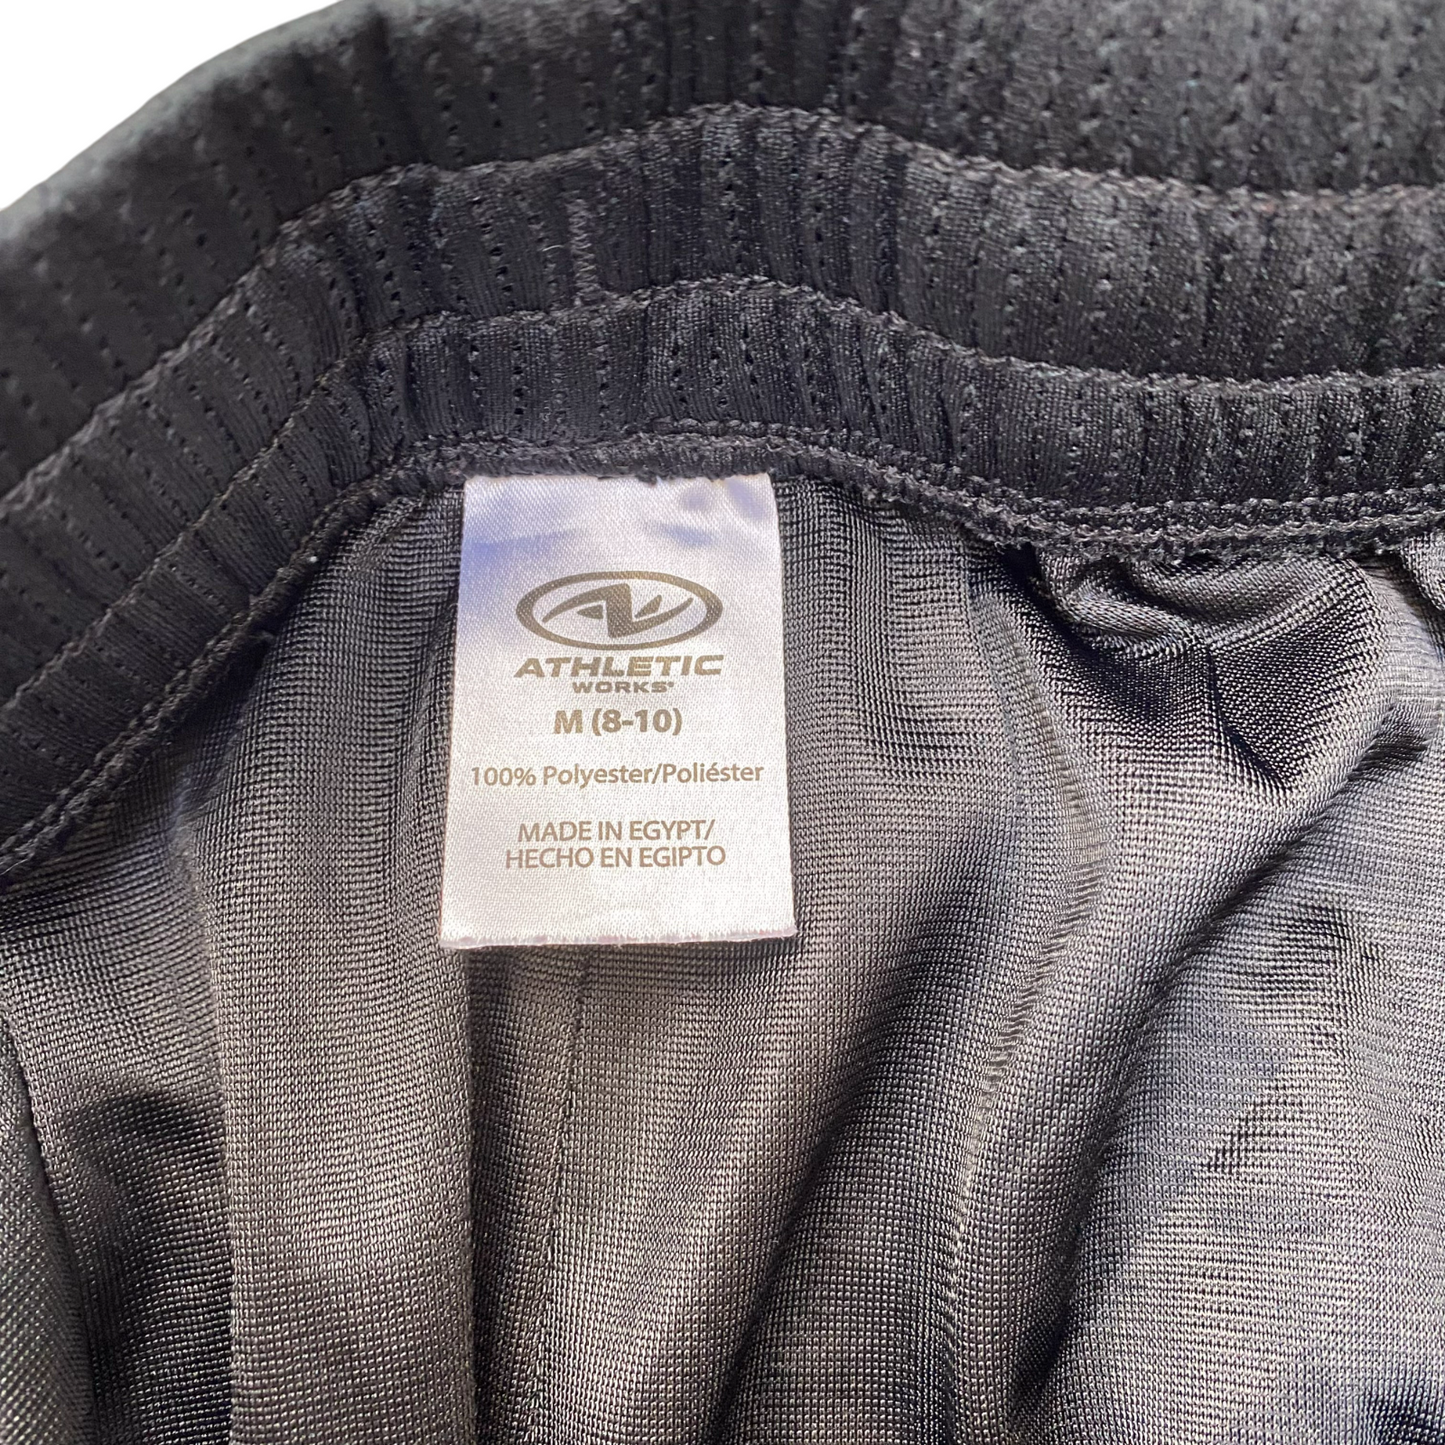 ATHLETIC
WORKS®
M (8-10)
100% Polyester/Poliéster
MADE IN EGYPT/
HECHO EN EGIPTO